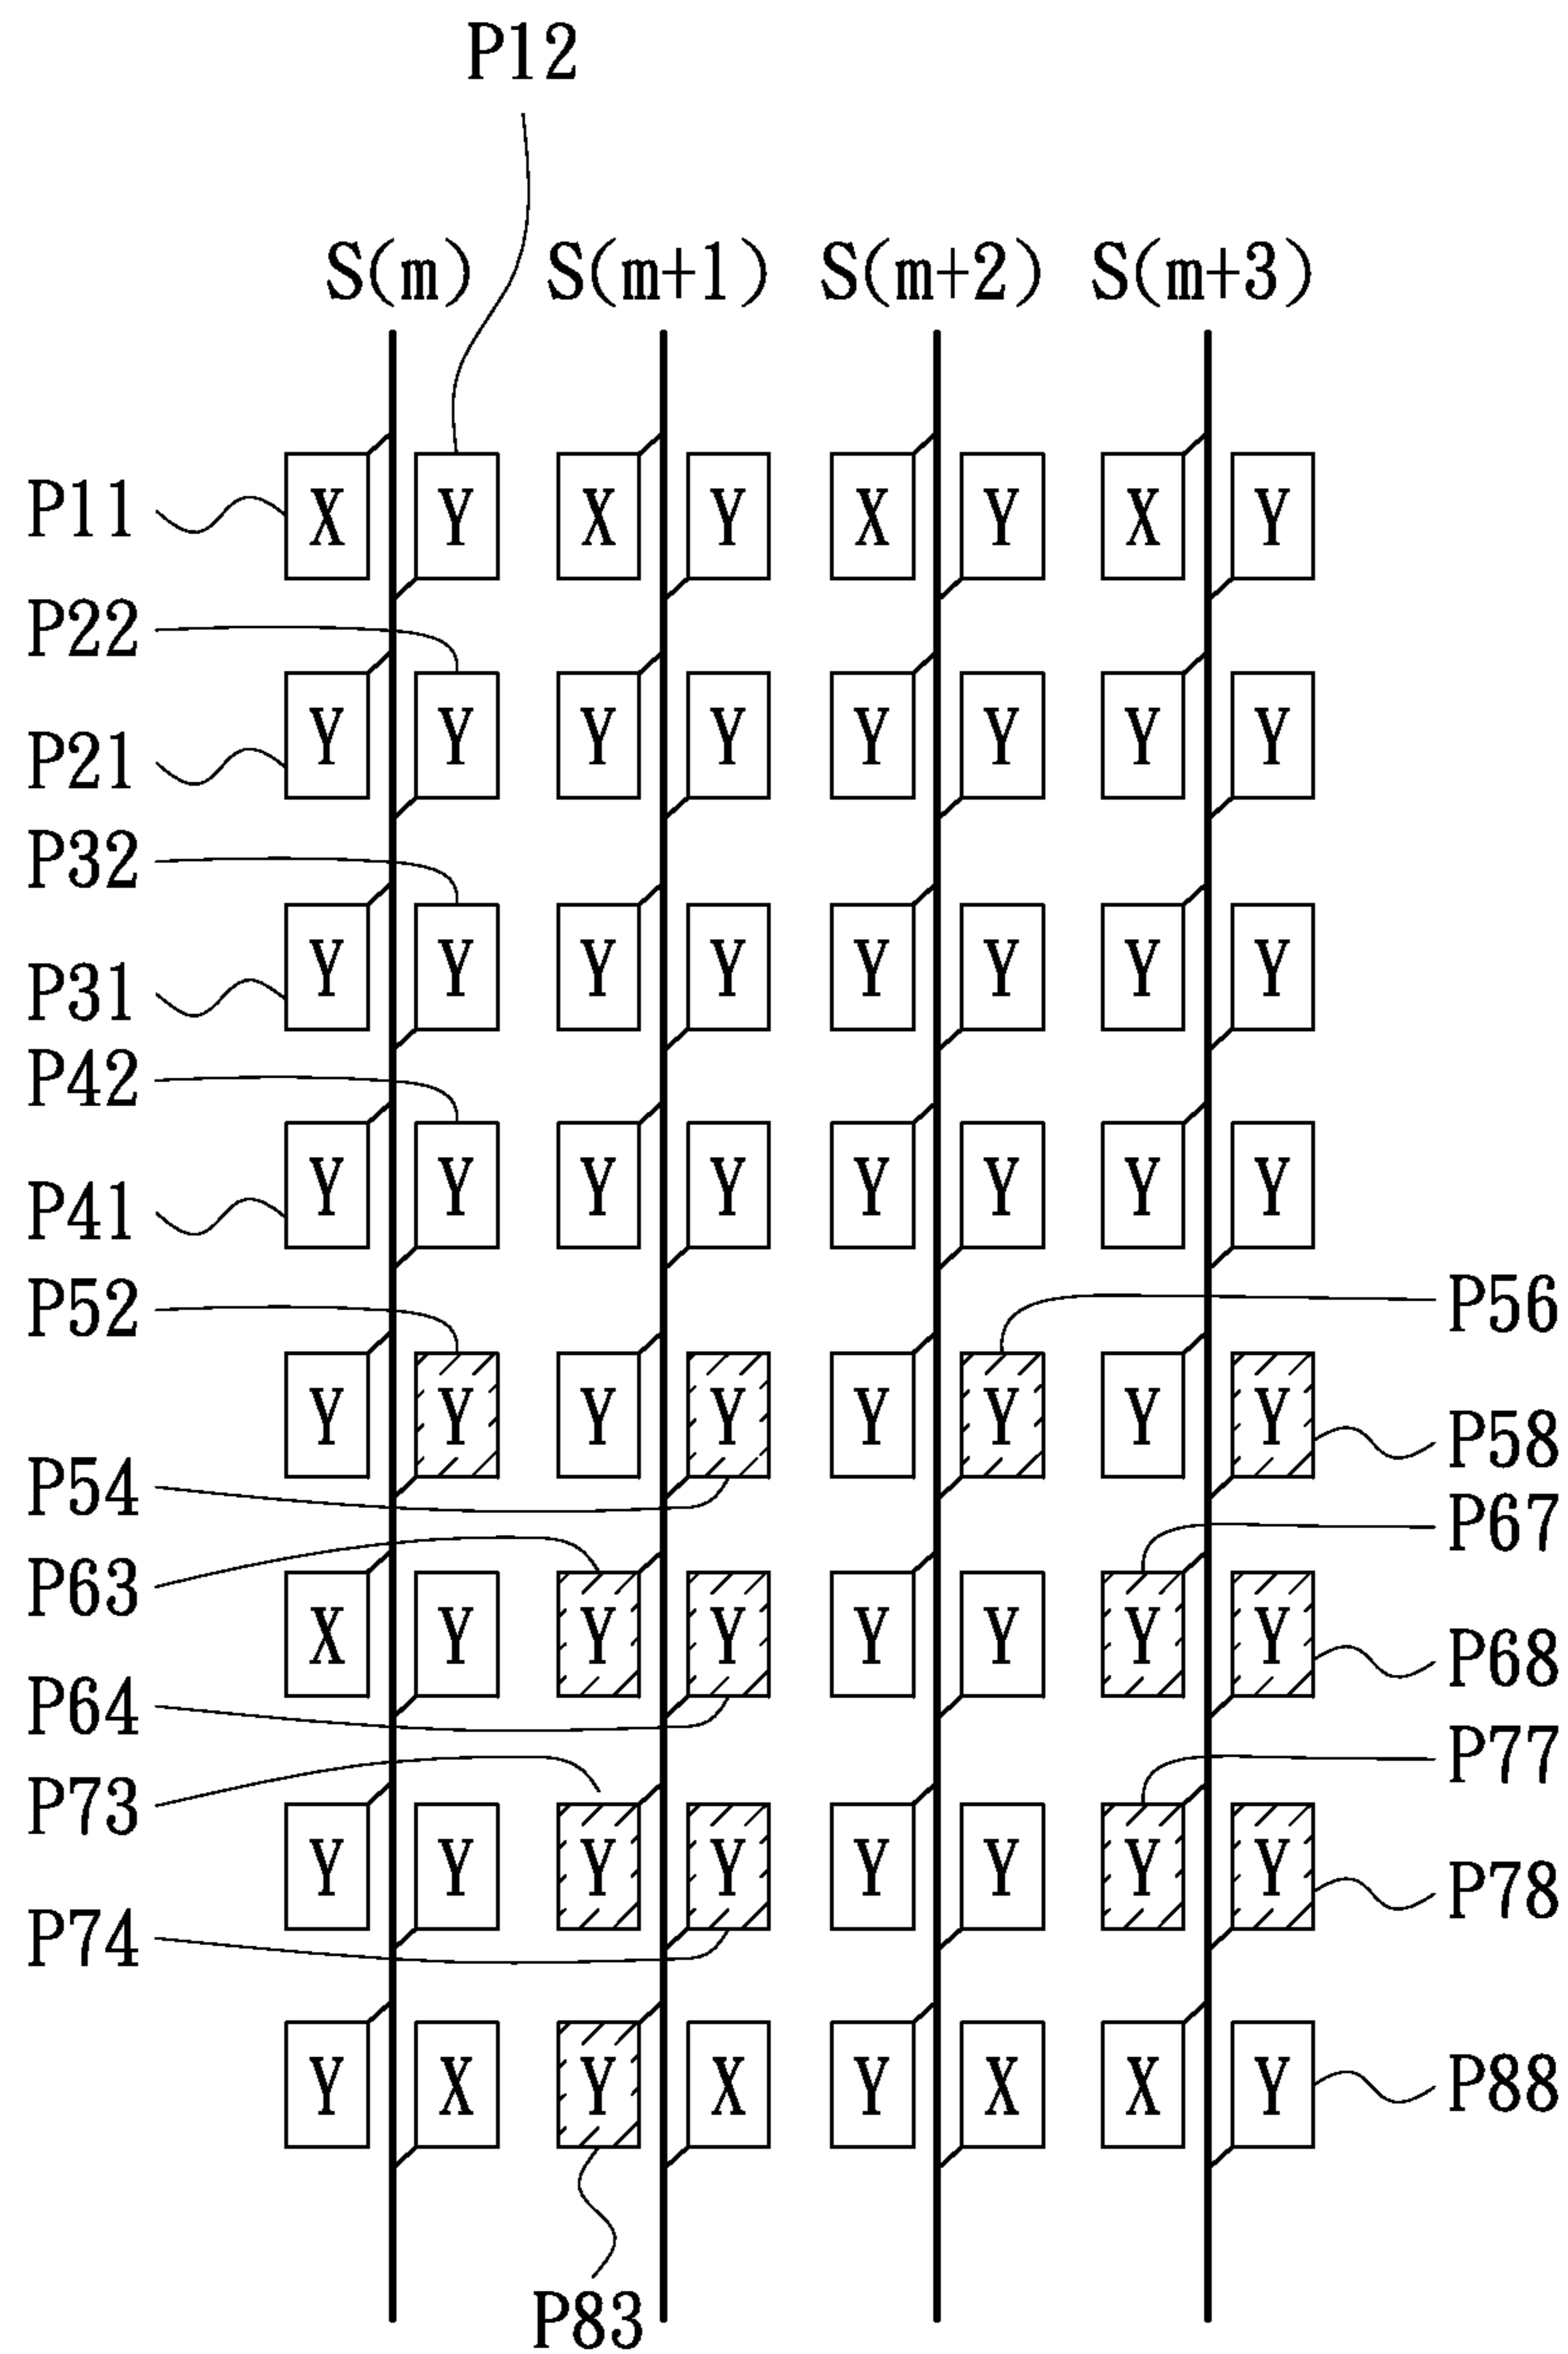 P12
S(m) S(m+1) S(m+2) S(m+3)
P11 X Y X Y X Y X Y
P22
P21 Y Y Y Y Y Y Y Y
P32
P31 Y Y Y Y Y Y Y Y
P42
P41 Y Y Y Y Y Y Y Y
P52 P56
Y Y Y Y Y Y Y Y P58
P54 P67
P63
X Y Y Y Y Y Y Y P68
P64 P77
P73
Y Y Y Y Y Y Y Y P78
P74
Y X Y X Y X X Y P88
P83